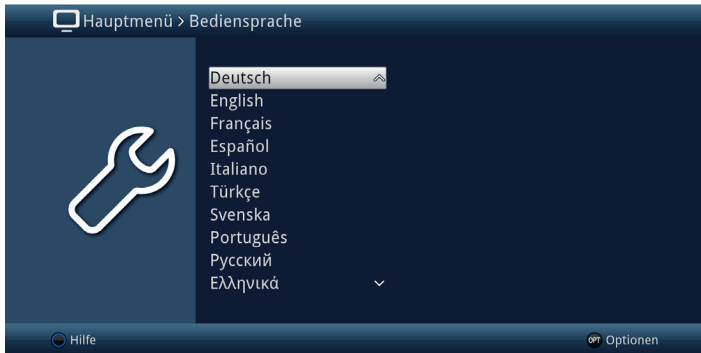 Hauptmenü > Bediensprache
Deutsch
English
Français
Español
Italiano
Türkçe
Svenska
Português
Русский
Ελληνικά
Hilfe
OPT Optionen